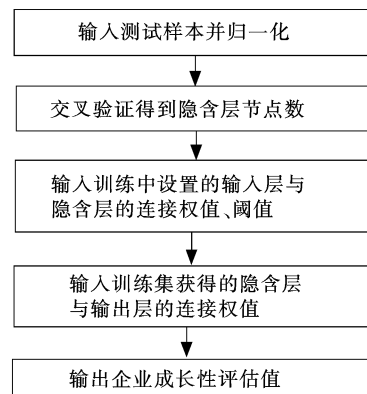 输入测试样本并归一化
交叉验证得到隐含层节点数
输入训练中设置的输入层与
隐含层的连接权值、阈值
输入训练集获得的隐含层
与输出层的连接权值
输出企业成长性评估值